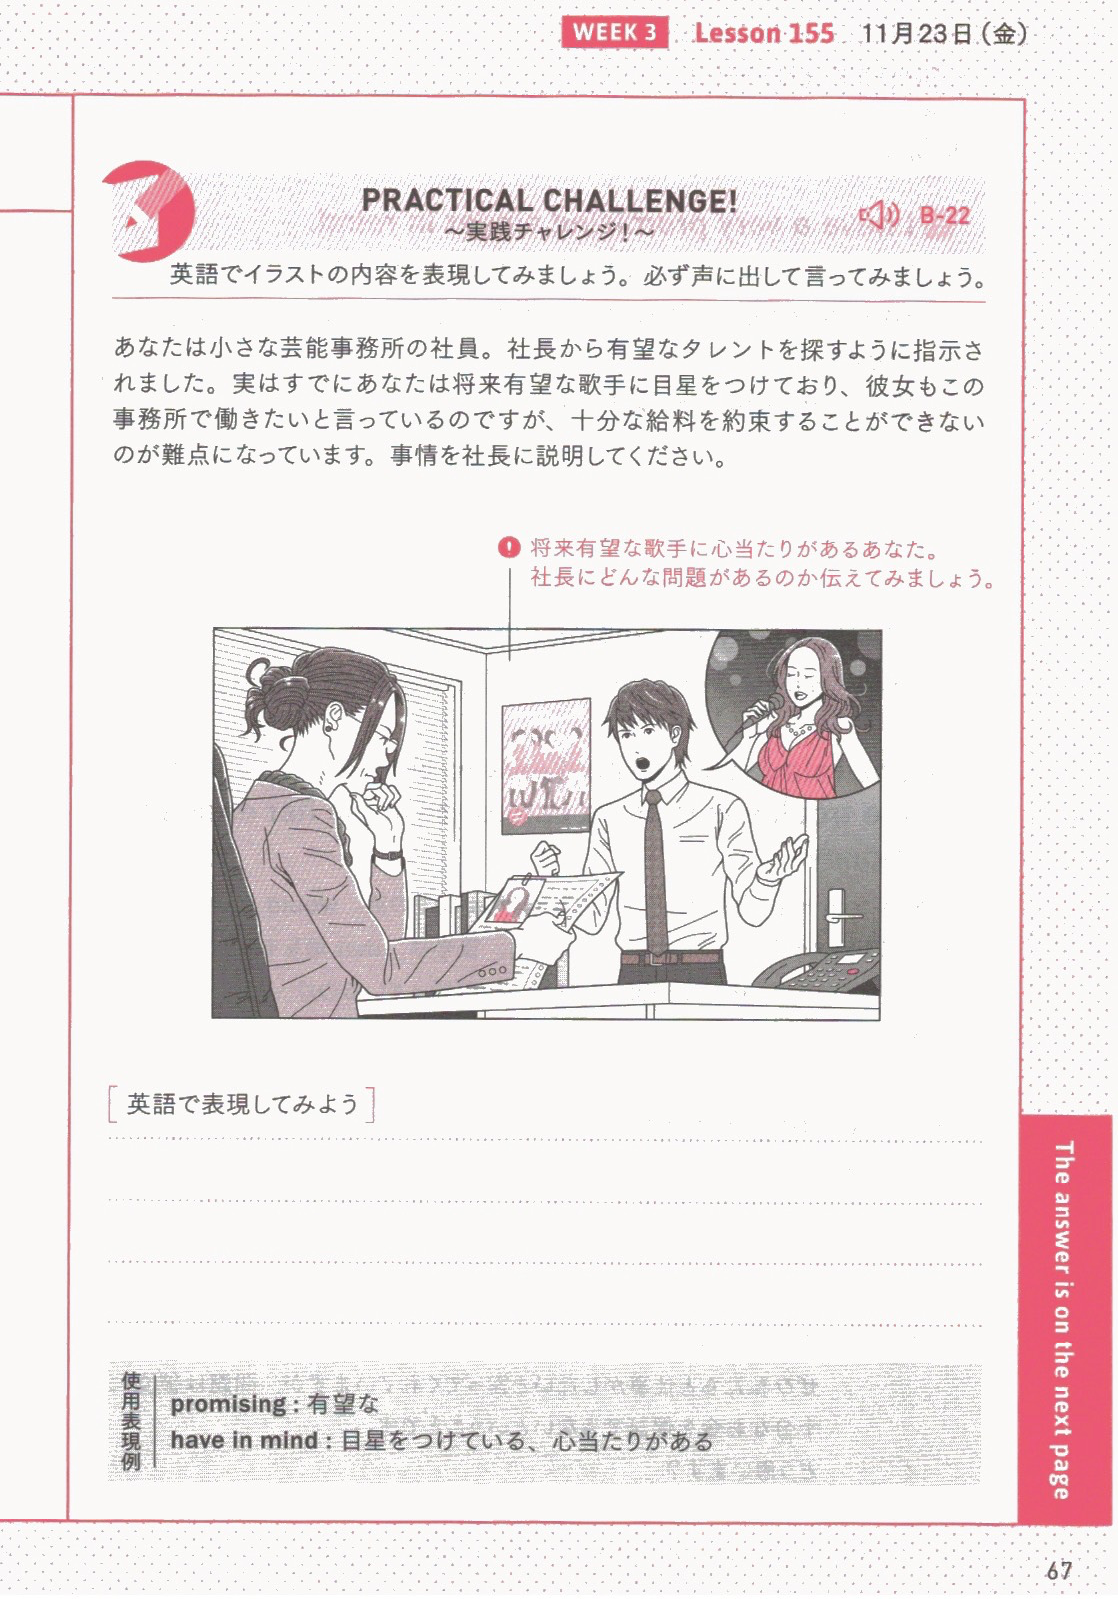 WEEK 3 Lesson 155 11月23日(金)
PRACTICAL CHALLENGE!
〜実践チャレンジ!〜
B-22
英語でイラストの内容を表現してみましょう。必ず声に出して言ってみましょう。
あなたは小さな芸能事務所の社員。社長から有望なタレントを探すように指示さ
れました。実はすでにあなたは将来有望な歌手に目星をつけており、彼女もこの
事務所で働きたいと言っているのですが、十分な給料を約束することができない
のが難点になっています。事情を社長に説明してください。
! 将来有望な歌手に心当たりがあるあなた。
社長にどんな問題があるのか伝えてみましょう。
[英語で表現してみよう]
使用表現例
promising : 有望な
have in mind : 目星をつけている、心当たりがある
The answer is on the next page
67